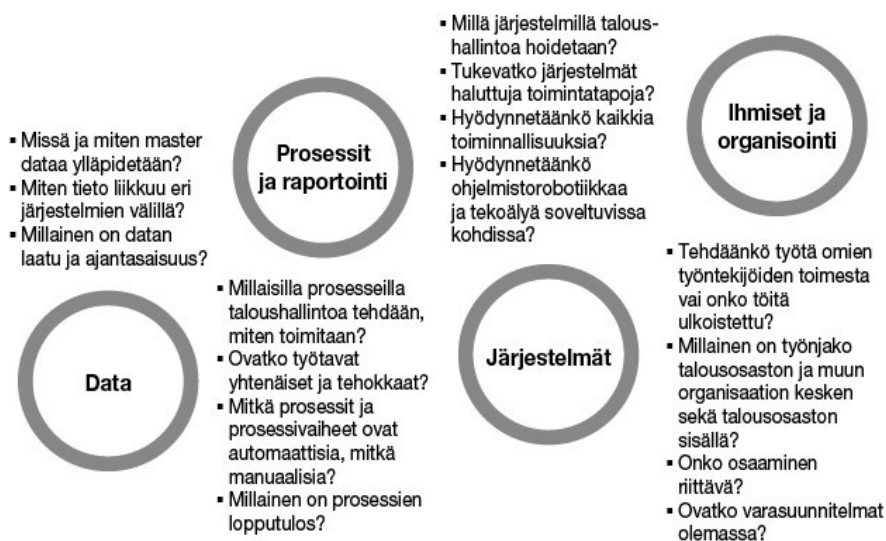 ▪ Missä ja miten master
dataa ylläpidetään?
▪ Miten tieto liikkuu eri
järjestelmien välillä?
▪ Millainen on datan
laatu ja ajantasaisuus?
Data
Prosessit
ja raportointi
▪ Millaisilla prosesseilla
taloushallintoa tehdään,
miten toimitaan?
▪ Ovatko työtavat
yhtenäiset ja tehokkaat?
▪ Mitkä prosessit ja
prosessivaiheet ovat
automaattisia, mitkä
manuaalisia?
▪ Millainen on prosessien
lopputulos?
▪ Millä järjestelmillä talous-
hallintoa hoidetaan?
▪ Tukevatko järjestelmät
haluttuja toimintatapoja?
▪ Hyödynnetäänkö kaikkia
toiminnallisuuksia?
▪ Hyödynnetäänkö
ohjelmistorobotiikkaa
ja tekoälyä soveltuvissa
kohdissa?
Järjestelmät
Ihmiset ja
organisointi
▪ Tehdäänkö työtä omien
työntekijöiden toimesta
vai onko töitä
ulkoistettu?
▪ Millainen on työnjako
talousosaston ja muun
organisaation kesken
sekä talousosaston
sisällä?
▪ Onko osaaminen
riittävä?
▪ Ovatko varasuunnitelmat
olemassa?